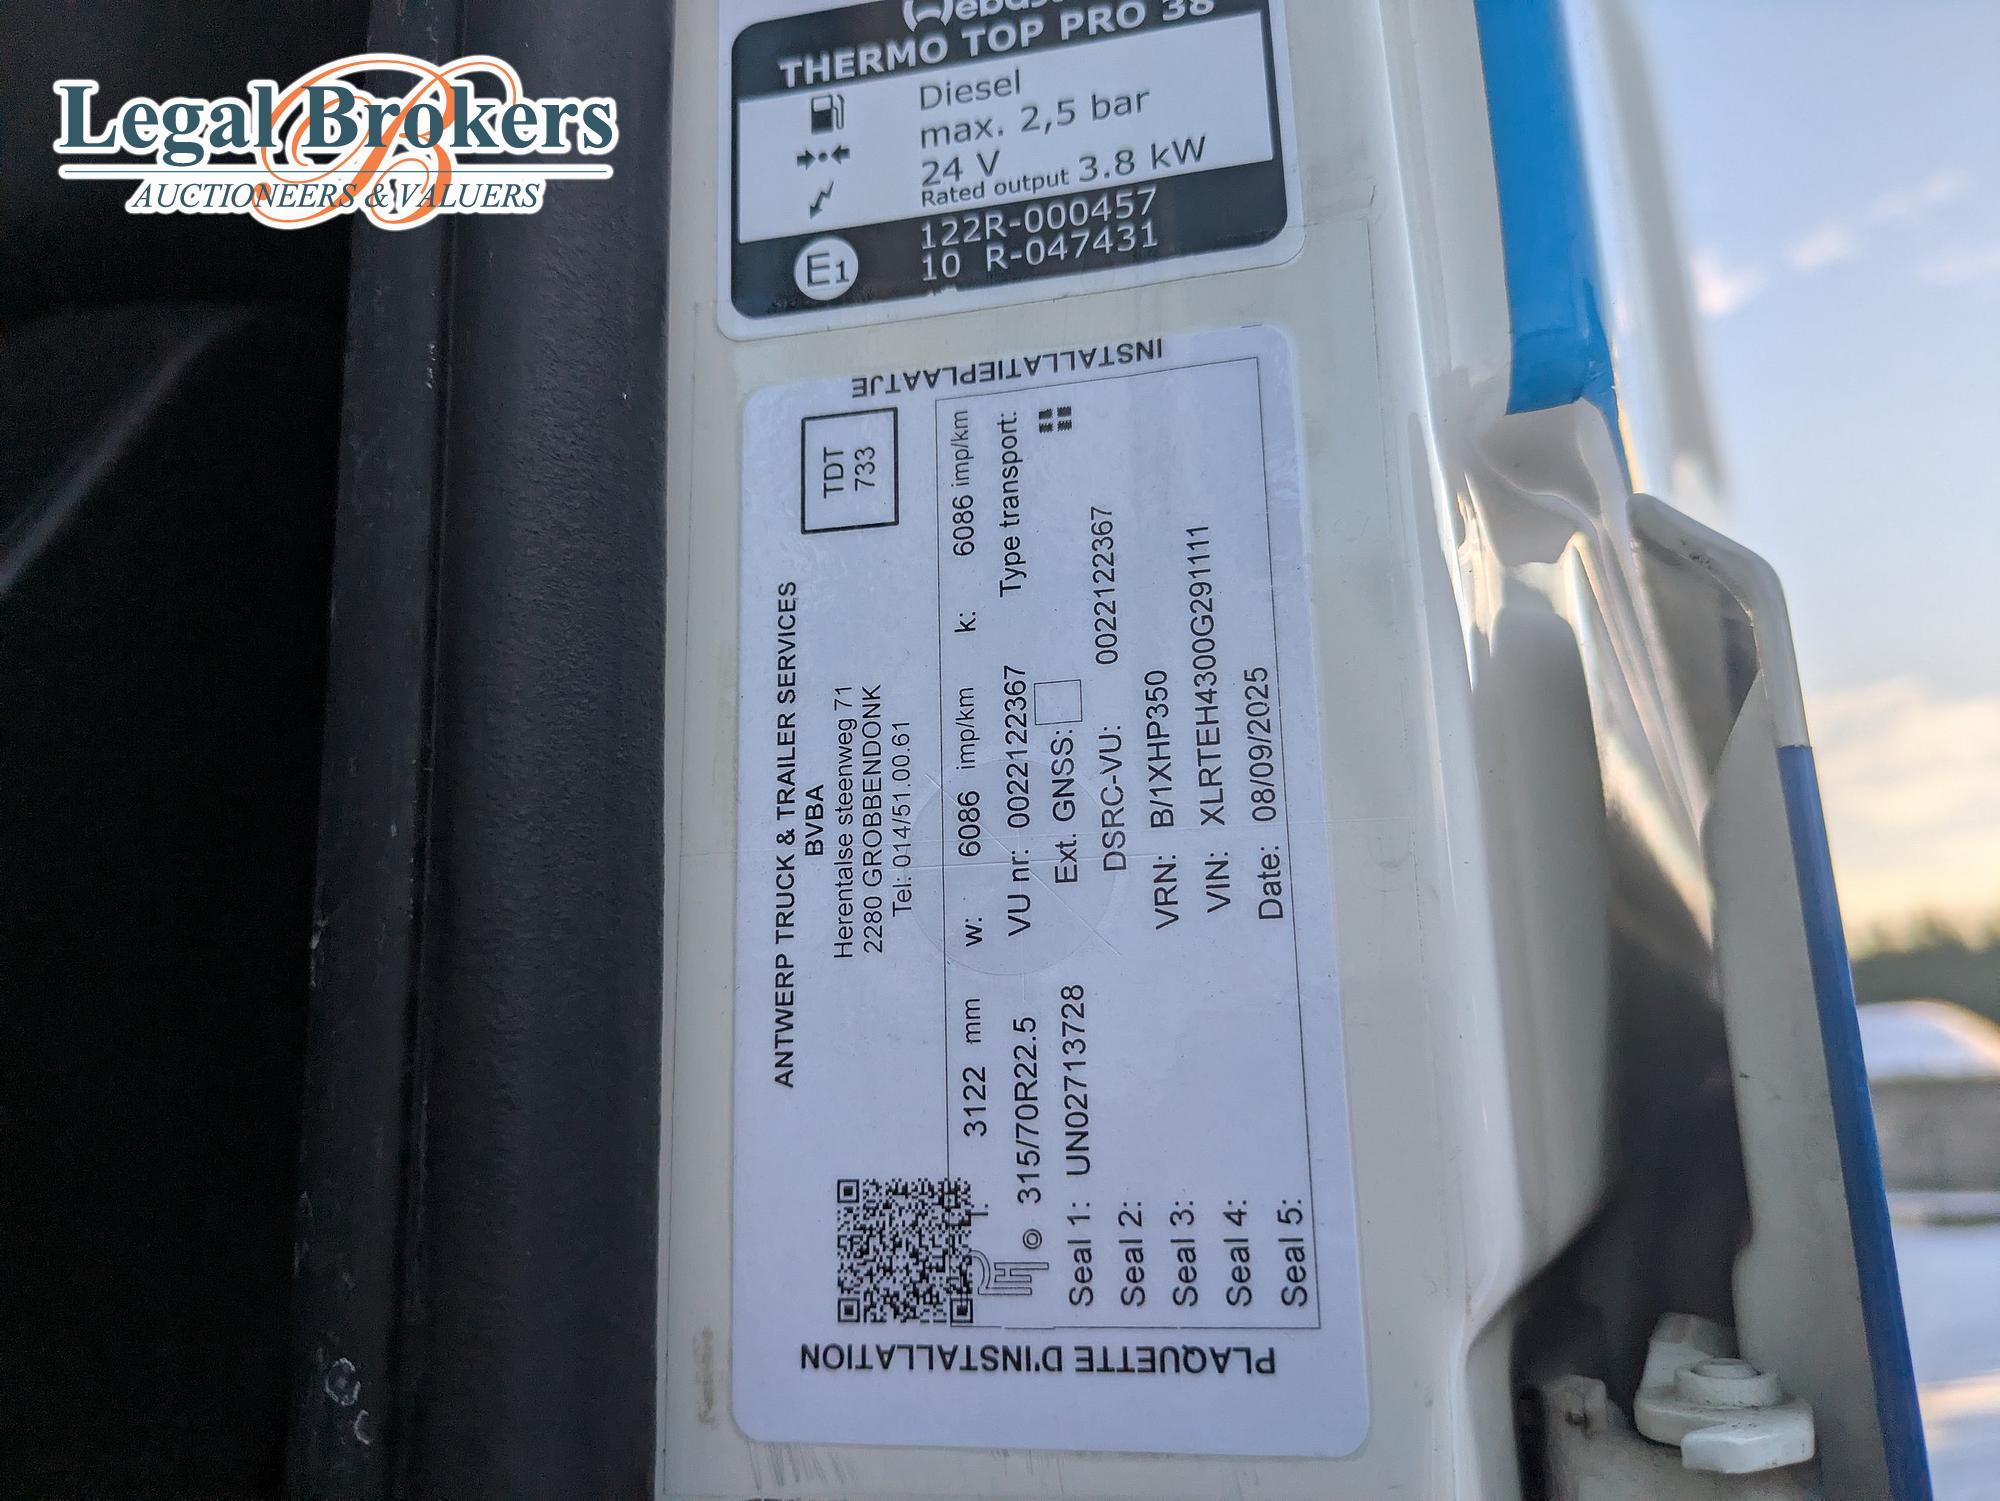 Legal Brokers
AUCTIONEERS & VALUERS
THERMO TOP PRO 38
Diesel
max. 2,5 bar
24 V
Rated output 3.8 kW
E1
122R-000457
10 R-047431
INSTALLATIEPLAATJE
ANTWERP TRUCK & TRAILER SERVICES
BVBA
Herentalse steenweg 71
2280 GROBBENDONK
Tel: 014/51.00.61
TDT
733
l: 3122 mm w: 6086 imp/km k: 6086 imp/km
315/70R22.5 VU nr: 0022122367 Type transport:
Seal 1: UN02713728 Ext. GNSS:
Seal 2: DSRC-VU: 0022122367
Seal 3: VRN: B/1XHP350
Seal 4: VIN: XLRTEH4300G291111
Seal 5: Date: 08/09/2025
PLAQUETTE D'INSTALLATION